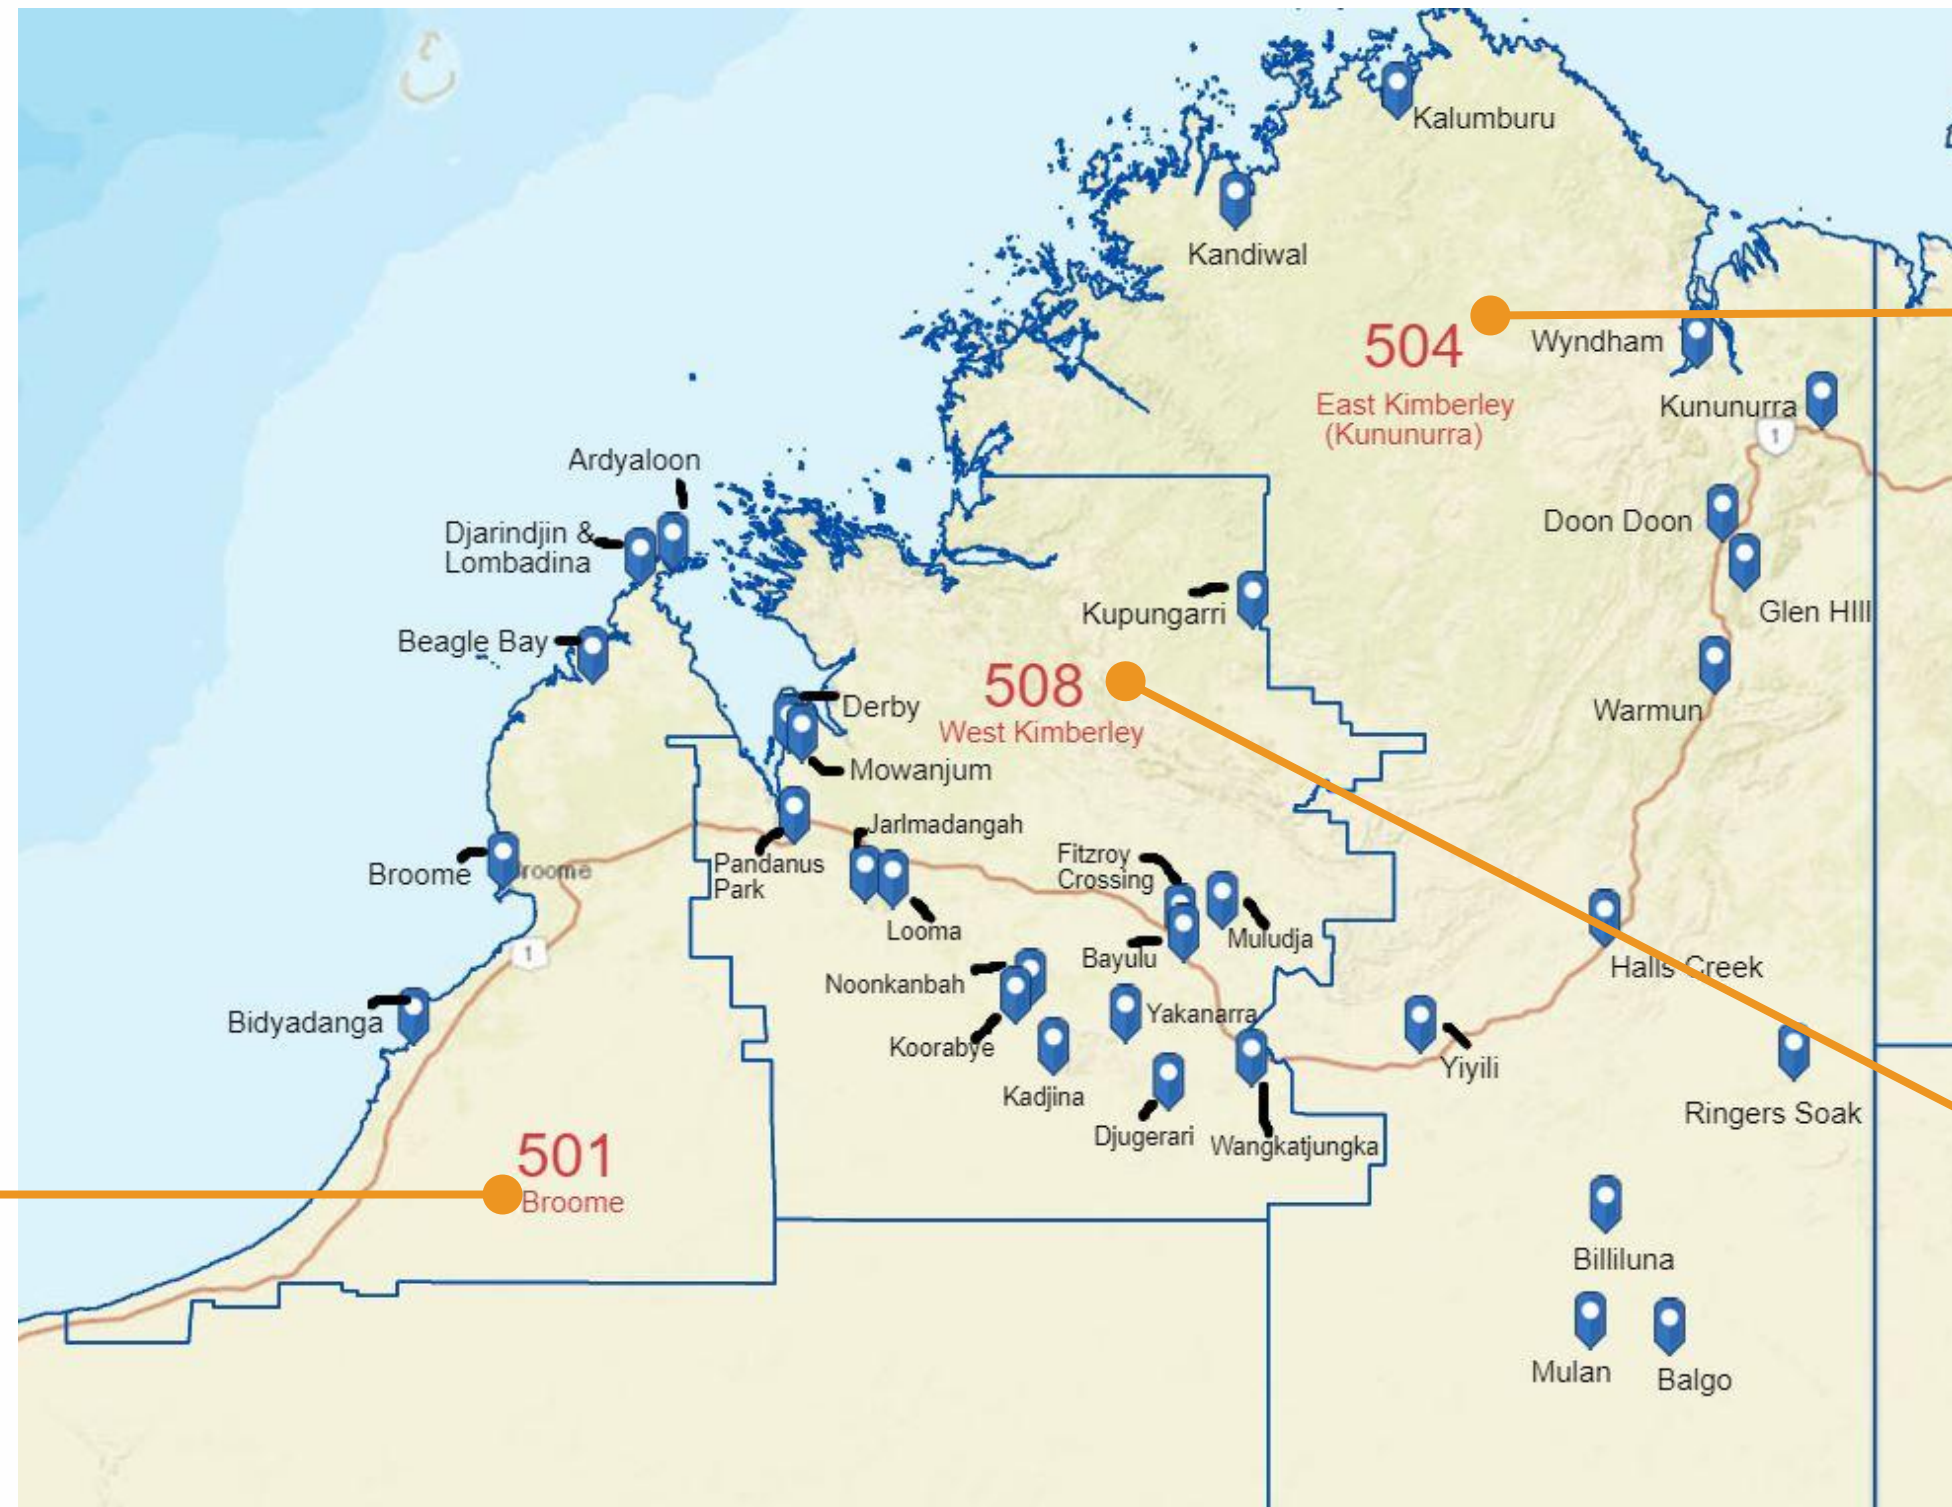 Kalumburu
Kandiwal
504
East Kimberley
(Kununurra)
Wyndham
Kununurra
1
Ardyaloon
Djarindjin &
Lombadina
Doon Doon
Glen HIll
Kupungarri
Beagle Bay
508
West Kimberley
Derby
Warmun
Mowanjum
Jarlmadangah
Pandanus
Park
Fitzroy
Crossing
Broome
roome
Looma
Muludja
Bayulu
1
Halls Creek
Noonkanbah
Bidyadanga
Yakanarra
Koorabye
Yiyili
Kadjina
Ringers Soak
Djugerari
Wangkatjungka
501
Broome
Billiluna
Mulan
Balgo